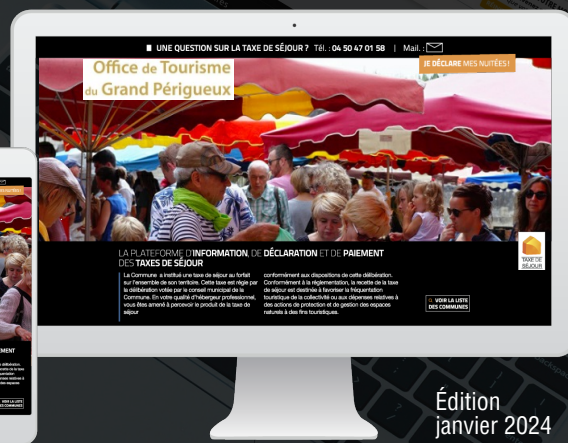 UNE QUESTION SUR LA TAXE DE SÉJOUR ? Tél. : 04 50 47 01 58 | Mail. :
JE DÉCLARE MES NUITÉES !
Office de Tourisme
du Grand Périgueux
LA PLATEFORME D'INFORMATION, DE DÉCLARATION ET DE PAIEMENT
DES TAXES DE SÉJOUR
La Commune a institué une taxe de séjour au forfait
sur l'ensemble de son territoire. Cette taxe est régie par
la délibération votée par le conseil municipal de la
Commune. En votre qualité d'hébergeur professionnel,
vous êtes amené à percevoir le produit de la taxe de
séjour
conformément aux dispositions de cette délibération.
Conformément à la réglementation, la recette de la taxe
de séjour est destinée à favoriser la fréquentation
touristique de la collectivité ou aux dépenses relatives à
des actions de protection et de gestion des espaces
naturels à des fins touristiques.
TAXE DE
SÉJOUR
VOIR LA LISTE
DES COMMUNES
Édition
janvier 2024